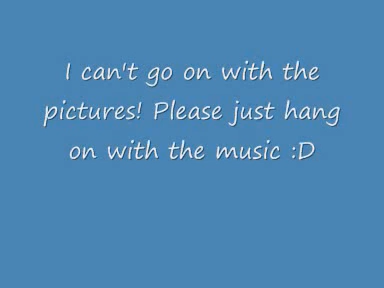 I can't go on with the
pictures! Please just hang
on with the music :D